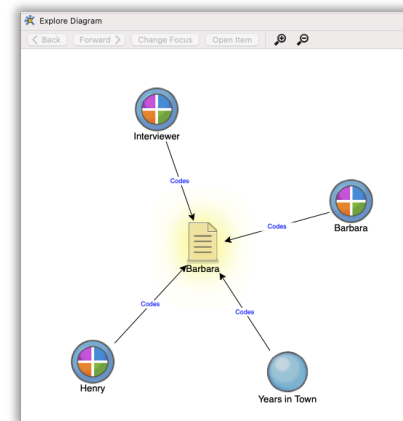 Explore Diagram
Back Forward Change Focus Open Item
Interviewer
Codes
Codes
Barbara
Barbara
Codes
Codes
Henry
Years in Town